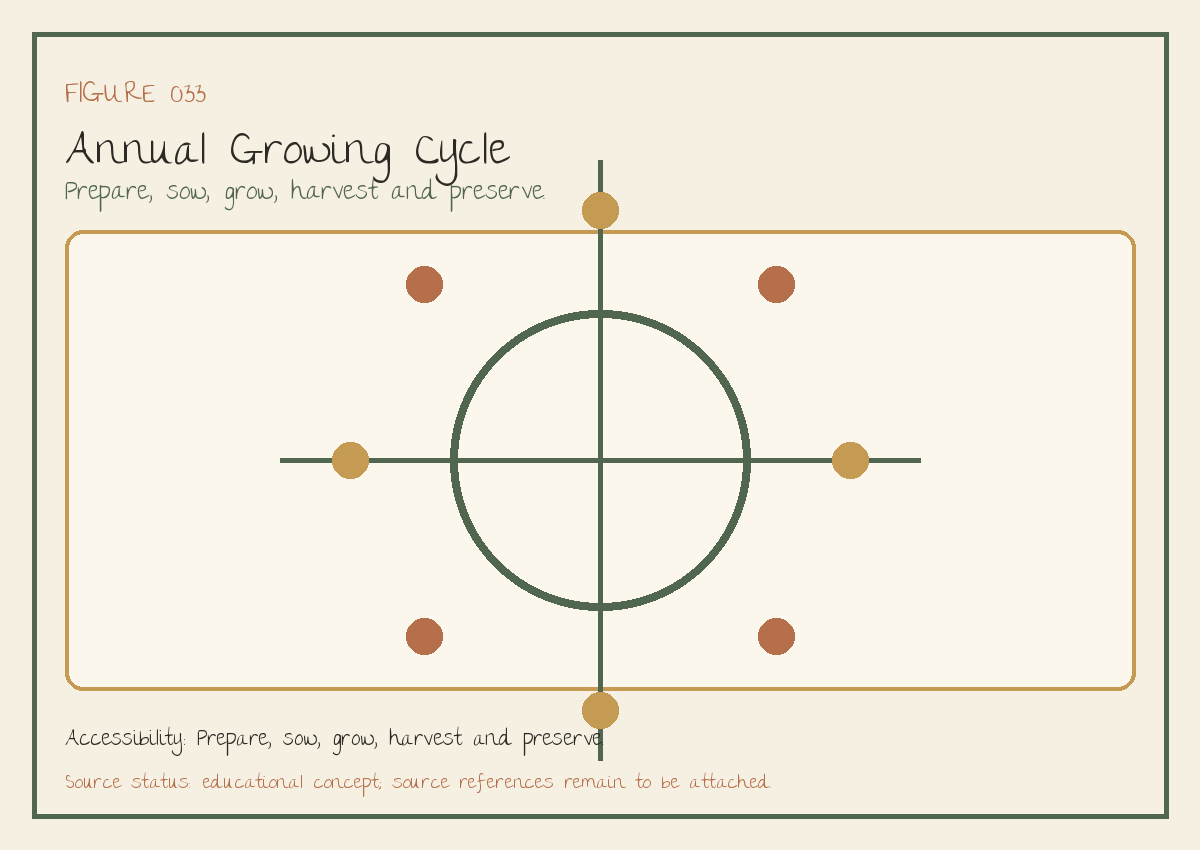 FIGURE 033
Annual Growing Cycle
Prepare, sow, grow, harvest and preserve.
Accessibility: Prepare, sow, grow, harvest and preserve.
Source status: educational concept; source references remain to be attached.